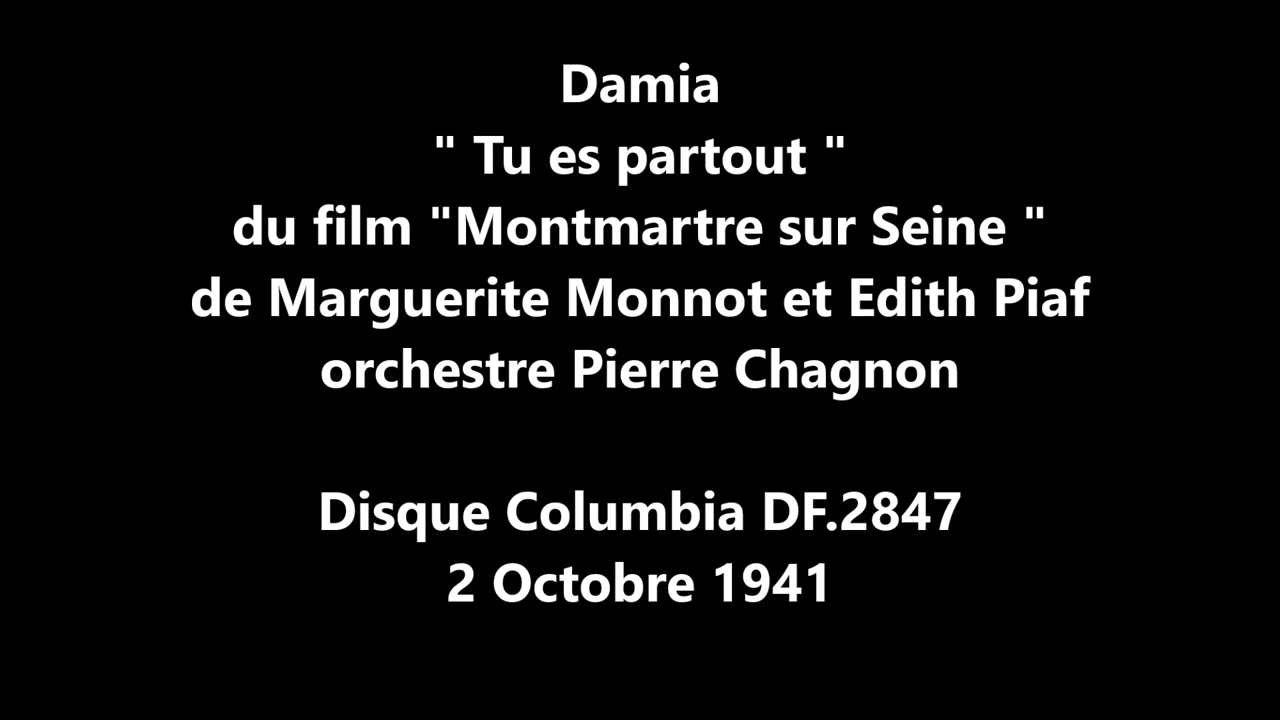 Damia
" Tu es partout "
du film "Montmartre sur Seine "
de Marguerite Monnot et Edith Piaf
orchestre Pierre Chagnon
Disque Columbia DF.2847
2 Octobre 1941